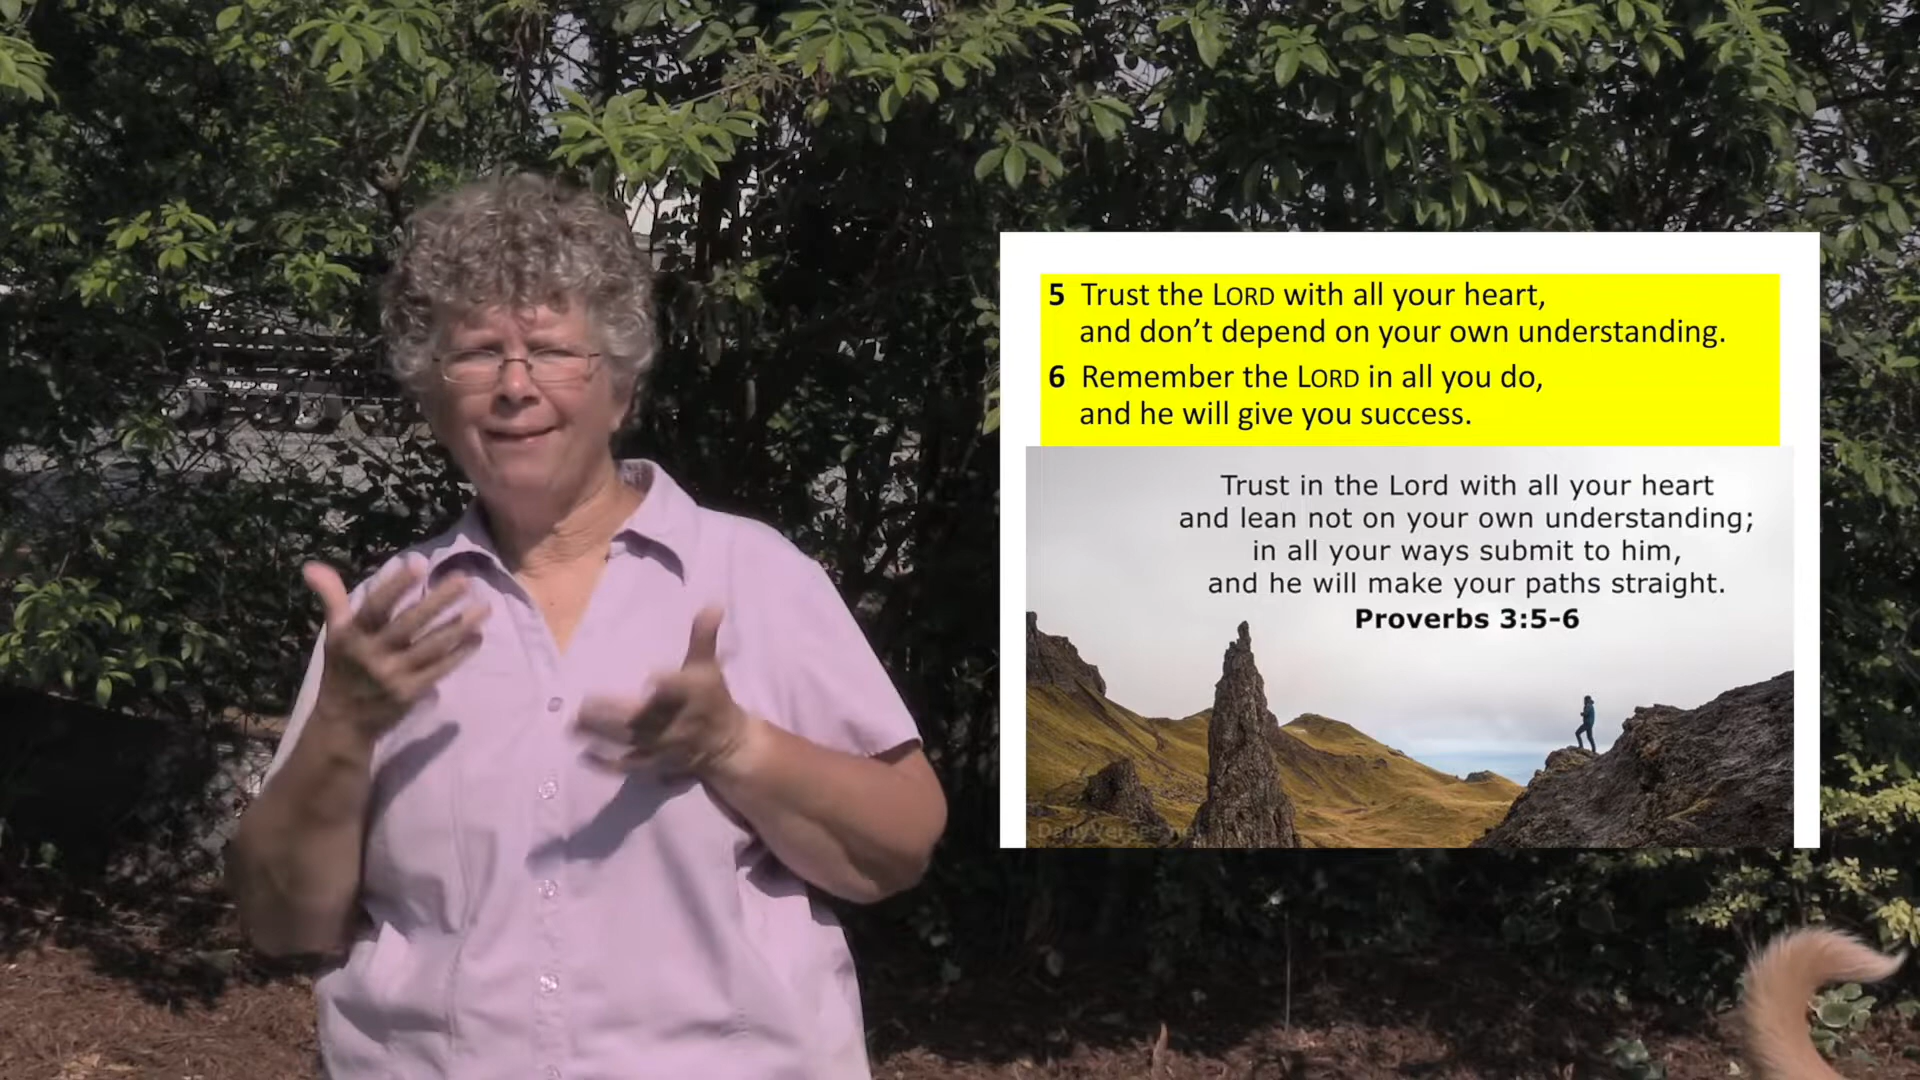 5 Trust the LORD with all your heart,
and don't depend on your own understanding.
6 Remember the LORD in all you do,
and he will give you success.
Trust in the Lord with all your heart
and lean not on your own understanding;
in all your ways submit to him,
and he will make your paths straight.
Proverbs 3:5-6
DailyVerses.net